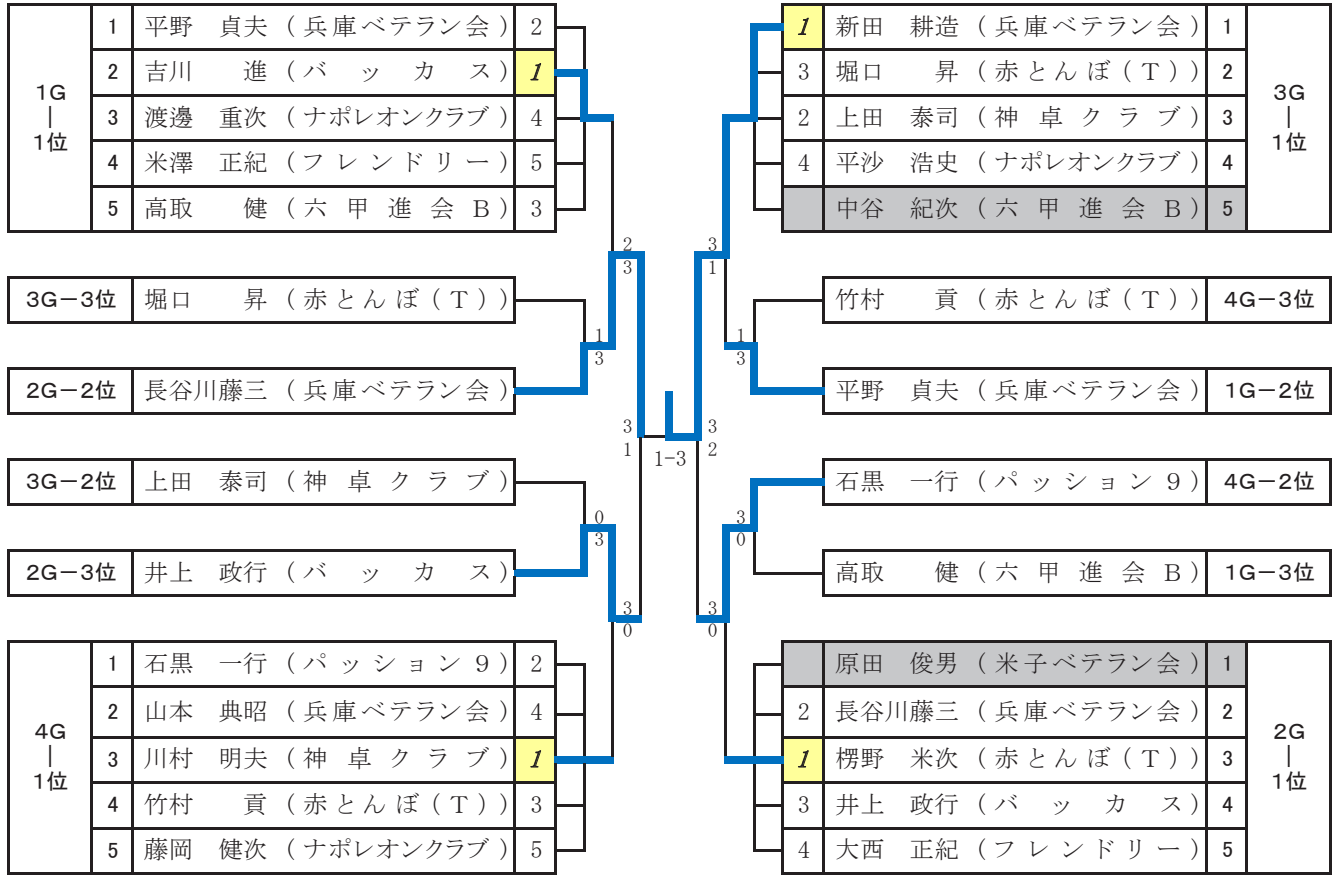 1G|1位
1 平野 貞夫 (兵庫ベテラン会) 2
2 吉川 進 (バッカス) 1
3 渡邊 重次 (ナポレオンクラブ) 4
4 米澤 正紀 (フレンドリー) 5
5 高取 健 (六甲進会B) 3
3G-3位 堀口 昇 (赤とんぼ(T))
2G-2位 長谷川藤三 (兵庫ベテラン会)
3G-2位 上田 泰司 (神卓クラブ)
2G-3位 井上 政行 (バッカス)
4G|1位
1 石黒 一行 (パッション9) 2
2 山本 典昭 (兵庫ベテラン会) 4
3 川村 明夫 (神卓クラブ) 1
4 竹村 貢 (赤とんぼ(T)) 3
5 藤岡 健次 (ナポレオンクラブ) 5
2
3
1
3
3
1
0
3
3
0
1-3
3
1
1
3
3
2
3
0
3
0
1 新田 耕造 (兵庫ベテラン会) 1
3 堀口 昇 (赤とんぼ(T)) 2
2 上田 泰司 (神卓クラブ) 3
4 平沙 浩史 (ナポレオンクラブ) 4
中谷 紀次 (六甲進会B) 5
3G|1位
竹村 貢 (赤とんぼ(T)) 4G-3位
平野 貞夫 (兵庫ベテラン会) 1G-2位
石黒 一行 (パッション9) 4G-2位
高取 健 (六甲進会B) 1G-3位
原田 俊男 (米子ベテラン会) 1
2 長谷川藤三 (兵庫ベテラン会) 2
1 楞野 米次 (赤とんぼ(T)) 3
3 井上 政行 (バッカス) 4
4 大西 正紀 (フレンドリー) 5
2G|1位